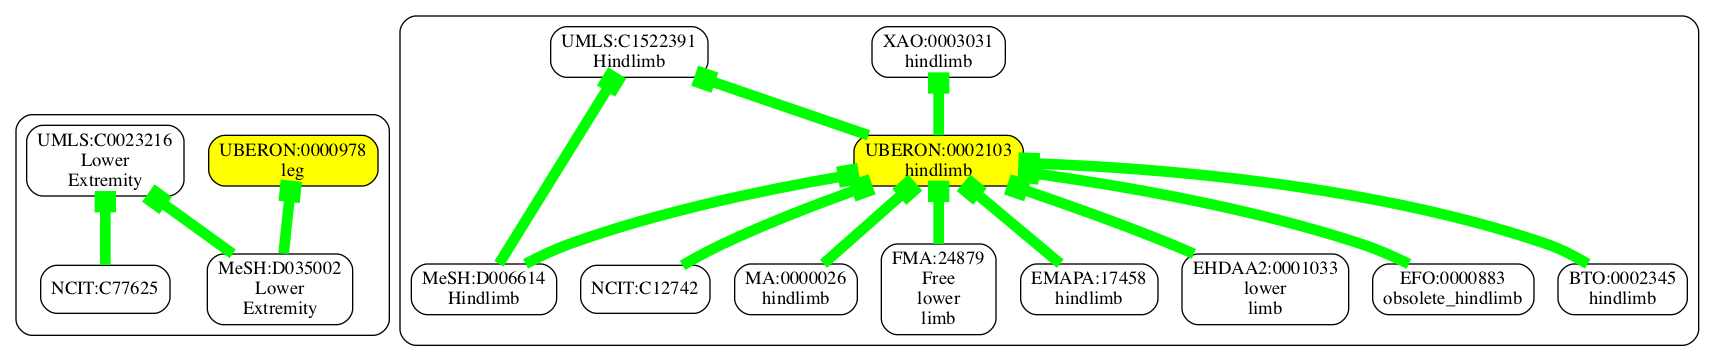 UMLS:C0023216
Lower
Extremity
UBERON:0000978
leg
NCIT:C77625
MeSH:D035002
Lower
Extremity
UMLS:C1522391
Hindlimb
XAO:0003031
hindlimb
UBERON:0002103
hindlimb
MeSH:D006614
Hindlimb
NCIT:C12742
MA:0000026
hindlimb
FMA:24879
Free
lower
limb
EMAPA:17458
hindlimb
EHDAA2:0001033
lower
limb
EFO:0000883
obsolete_hindlimb
BTO:0002345
hindlimb